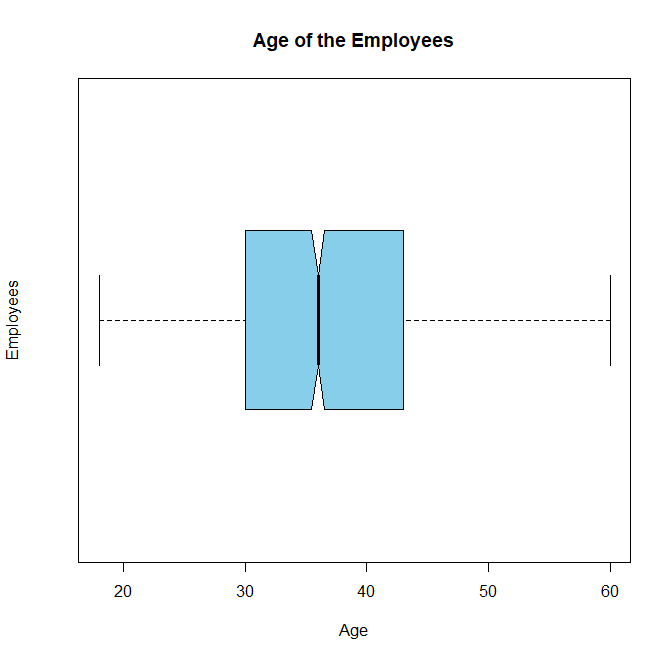 Age of the Employees
Employees
20 30 40 50 60
Age